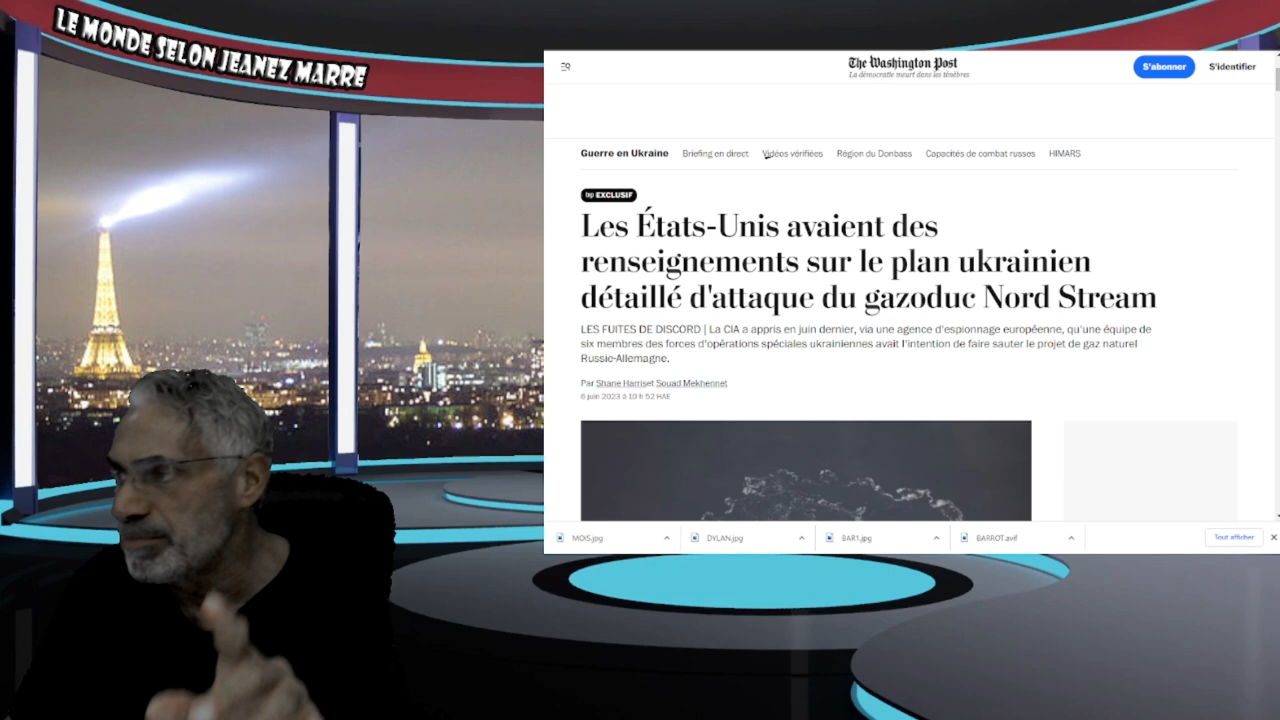 LE MONDE SELON JEANEZ MARRE
The Washington Post
La démocratie meurt dans les ténèbres
S'abonner
S'identifier
Guerre en Ukraine Briefing en direct Vidéos vérifiées Région du Donbass Capacités de combat russes HIMARS
wp EXCLUSIF
Les États-Unis avaient des
renseignements sur le plan ukrainien
détaillé d'attaque du gazoduc Nord Stream
LES FUITES DE DISCORD | La CIA a appris en juin dernier, via une agence d'espionnage européenne, qu'une équipe de
six membres des forces d'opérations spéciales ukrainiennes avait l'intention de faire sauter le projet de gaz naturel
Russie-Allemagne.
Par Shane Harriset Souad Mekhennet
6 juin 2023 à 10 h 52 HAE
MOIS.jpg
DYLAN.jpg
BAR1.jpg
BARROT.avif
Tout afficher